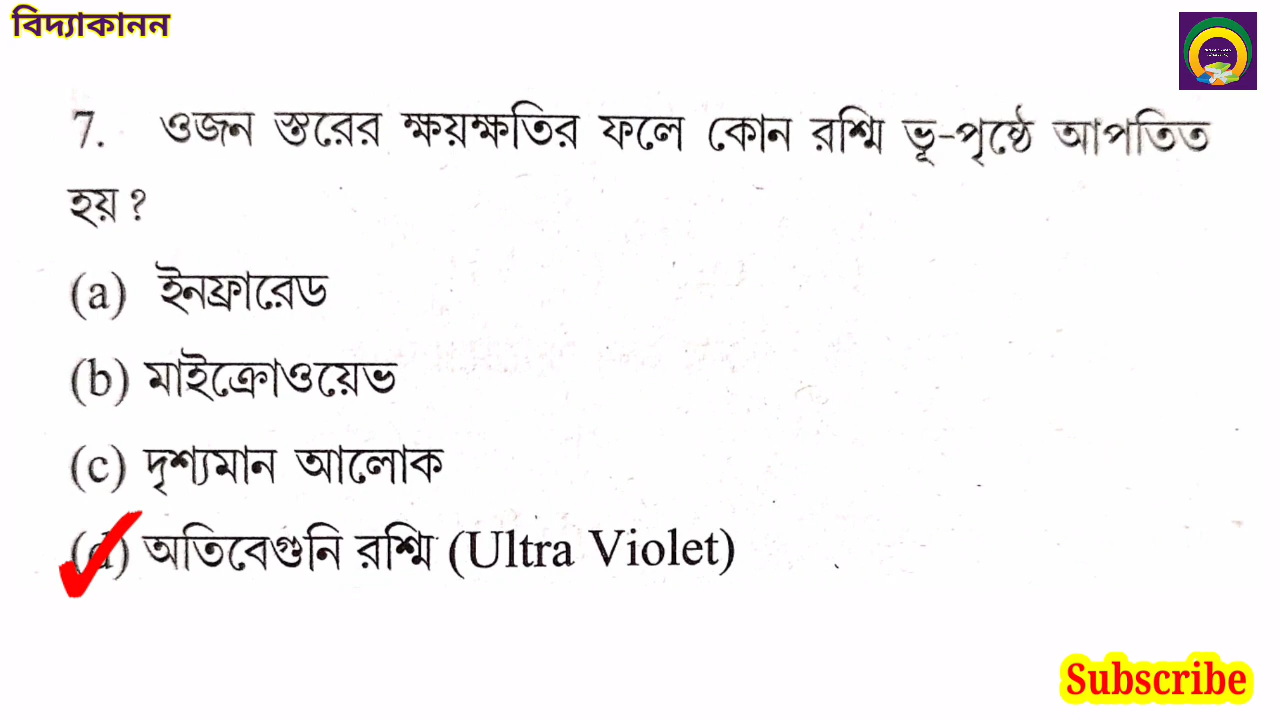 বিদ্যাকানন
7. ওজন স্তরের ক্ষয়ক্ষতির ফলে কোন রশ্মি ভূ-পৃষ্ঠে আপতিত
হয় ?
(a) ইনফ্রারেড
(b) মাইক্রোওয়েভ
(c) দৃশ্যমান আলোক
(d) অতিবেগুনি রশ্মি (Ultra Violet)
Subscribe